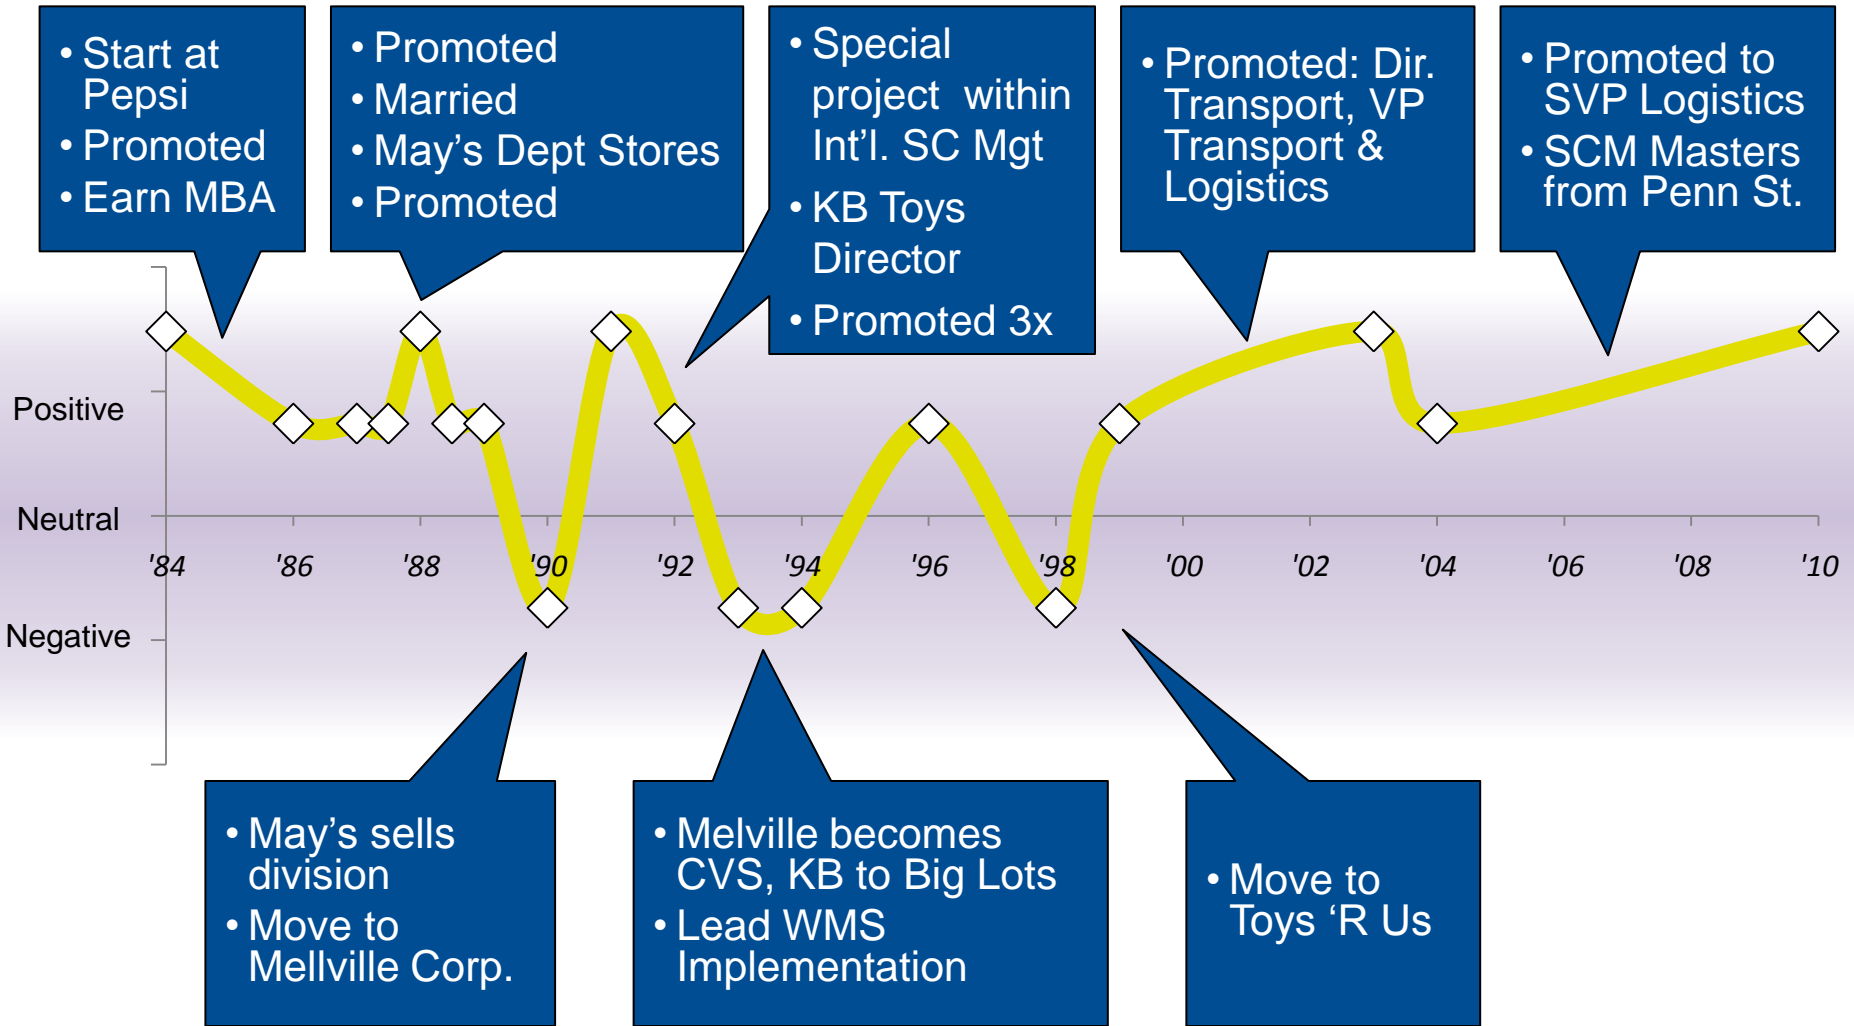 • Start at
Pepsi
• Promoted
• Earn MBA
• Promoted
• Married
• May’s Dept Stores
• Promoted
• Special
project within
Int’l. SC Mgt
• KB Toys
Director
• Promoted 3x
• Promoted: Dir.
Transport, VP
Transport &
Logistics
• Promoted to
SVP Logistics
• SCM Masters
from Penn St.
Positive
Neutral
Negative
'84 '86 '88 '90 '92 '94 '96 '98 '00 '02 '04 '06 '08 '10
• May’s sells
division
• Move to
Mellville Corp.
• Melville becomes
CVS, KB to Big Lots
• Lead WMS
Implementation
• Move to
Toys ‘R Us